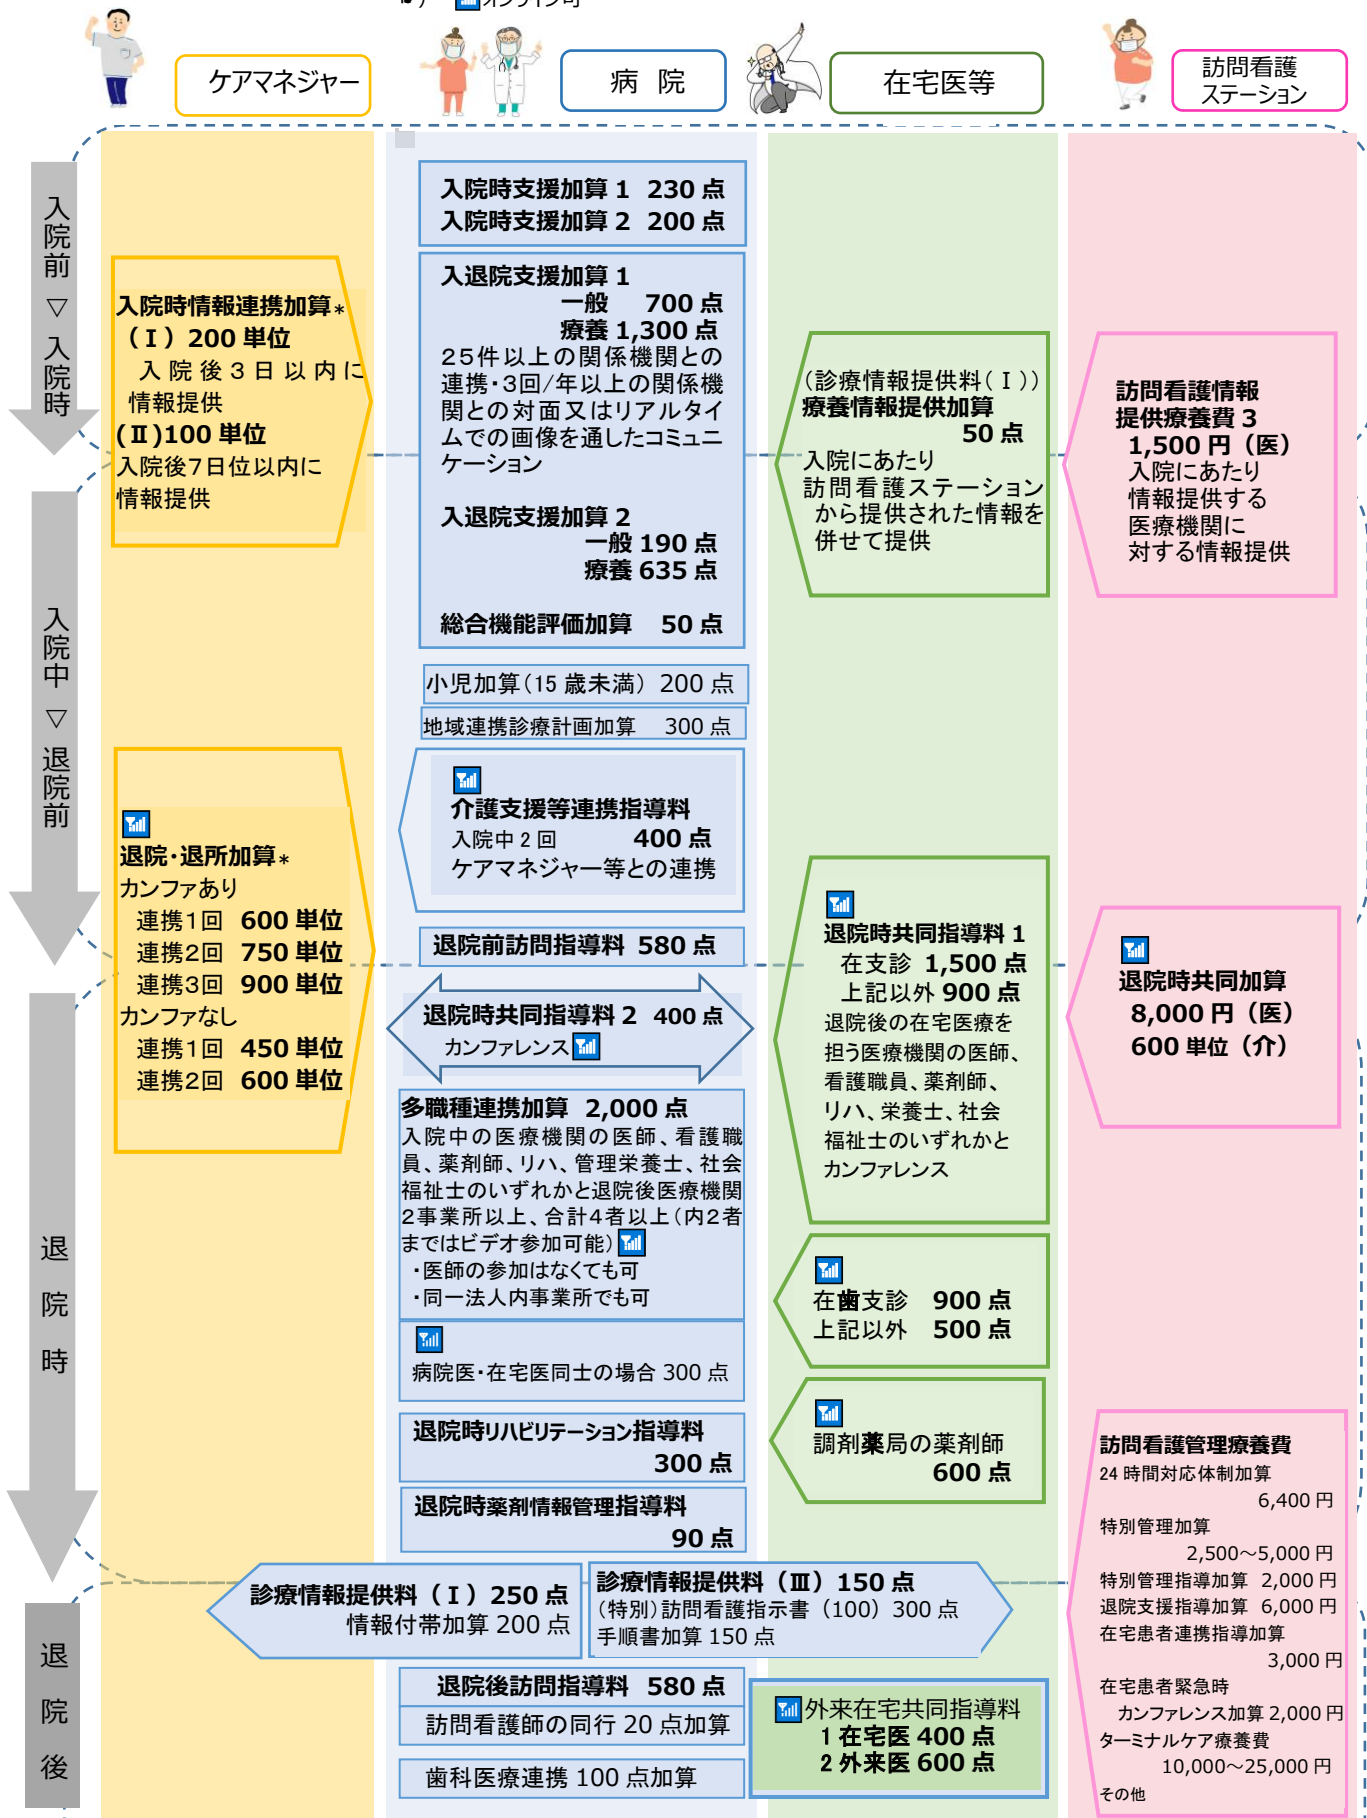 オンライン可
ケアマネジャー
病 院
在宅医等
訪問看護
ステーション
入院前 ▽ 入院時
入院中 ▽ 退院前
退院時
退院後
入院時情報連携加算*
(Ⅰ) 200 単位
入院後3日以内に
情報提供
(Ⅱ)100 単位
入院後7日位以内に
情報提供
退院・退所加算*
カンファあり
連携1回 600 単位
連携2回 750 単位
連携3回 900 単位
カンファなし
連携1回 450 単位
連携2回 600 単位
入院時支援加算 1 230 点
入院時支援加算 2 200 点
入退院支援加算 1
一般 700 点
療養 1,300 点
25件以上の関係機関との
連携・3回/年以上の関係機
関との対面又はリアルタイ
ムでの画像を通したコミュニ
ケーション
入退院支援加算 2
一般 190 点
療養 635 点
総合機能評価加算 50 点
小児加算(15 歳未満) 200 点
地域連携診療計画加算 300 点
介護支援等連携指導料
入院中 2 回 400 点
ケアマネジャー等との連携
退院前訪問指導料 580 点
退院時共同指導料 2 400 点
カンファレンス
多職種連携加算 2,000 点
入院中の医療機関の医師、看護職
員、薬剤師、リハ、管理栄養士、社会
福祉士のいずれかと退院後医療機関
2事業所以上、合計4者以上(内2者
まではビデオ参加可能)
・医師の参加はなくても可
・同一法人内事業所でも可
病院医・在宅医同士の場合 300 点
退院時リハビリテーション指導料
300 点
退院時薬剤情報管理指導料
90 点
診療情報提供料(Ⅰ)250 点
情報付帯加算 200 点
診療情報提供料(Ⅲ)150 点
(特別)訪問看護指示書(100)300 点
手順書加算 150 点
退院後訪問指導料 580 点
訪問看護師の同行 20 点加算
歯科医療連携 100 点加算
(診療情報提供料(Ⅰ))
療養情報提供加算
50 点
入院にあたり
訪問看護ステーション
から提供された情報を
併せて提供
退院時共同指導料 1
在支診 1,500 点
上記以外 900 点
退院後の在宅医療を
担う医療機関の医師、
看護職員、薬剤師、
リハ、栄養士、社会
福祉士のいずれかと
カンファレンス
在歯支診 900 点
上記以外 500 点
調剤薬局の薬剤師
600 点
外来在宅共同指導料
1 在宅医 400 点
2 外来医 600 点
訪問看護情報
提供療養費 3
1,500 円(医)
入院にあたり
情報提供する
医療機関に
対する情報提供
退院時共同加算
8,000 円(医)
600 単位(介)
訪問看護管理療養費
24 時間対応体制加算
6,400 円
特別管理加算
2,500～5,000 円
特別管理指導加算 2,000 円
退院支援指導加算 6,000 円
在宅患者連携指導加算
3,000 円
在宅患者緊急時
カンファレンス加算 2,000 円
ターミナルケア療養費
10,000～25,000 円
その他